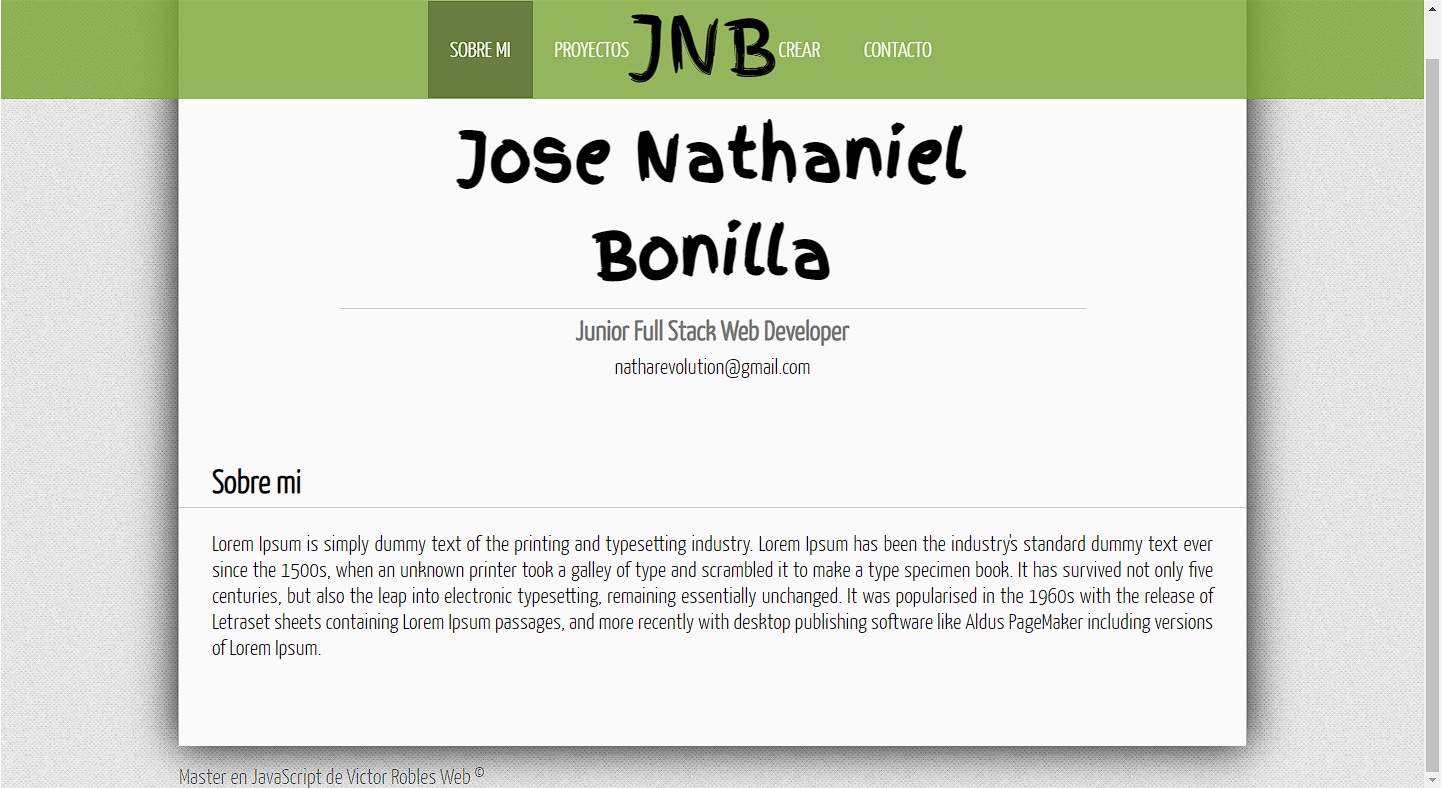 SOBRE MI PROYECTOS JNB CREAR CONTACTO
Jose Nathaniel
Bonilla
Junior Full Stack Web Developer
natharevolution@gmail.com
Sobre mi
Lorem Ipsum is simply dummy text of the printing and typesetting industry. Lorem Ipsum has been the industry's standard dummy text ever
since the 1500s, when an unknown printer took a galley of type and scrambled it to make a type specimen book. It has survived not only five
centuries, but also the leap into electronic typesetting, remaining essentially unchanged. It was popularised in the 1960s with the release of
Letraset sheets containing Lorem Ipsum passages, and more recently with desktop publishing software like Aldus PageMaker including versions
of Lorem Ipsum.
Master en JavaScript de Victor Robles Web ©